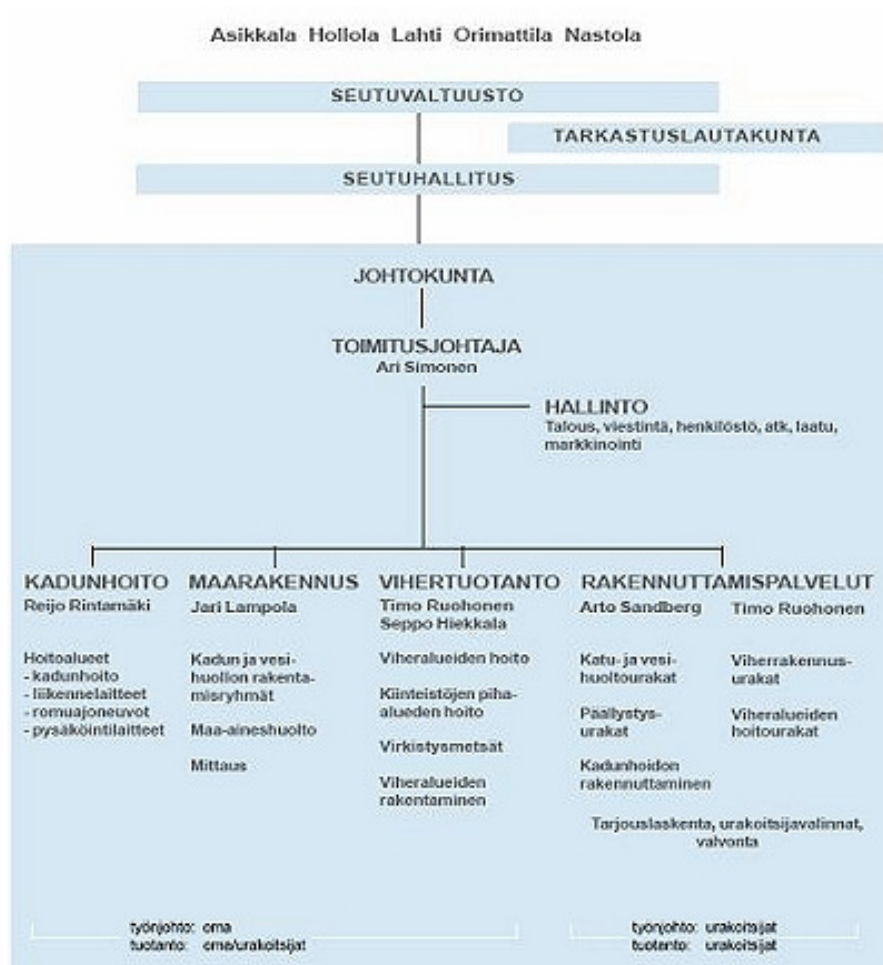 Asikkala Hollola Lahti Orimattila Nastola
SEUTUVALTUUSTO
TARKASTUSLAUTAKUNTA
SEUTUHALLITUS
JOHTOKUNTA
TOIMITUSJOHTAJA
Ari Simonen
HALLINTO
Talous, viestintä, henkilöstö, atk, laatu,
markkinointi
KADUNHOITO
Reijo Rintamäki
Hoitoalueet
- kadunhoito
- liikennelaitteet
- romuajoneuvot
- pysäköintilaitteet
MAARAKENNUS
Jari Lampola
Kadun ja vesi-
huollon rakenta-
misryhmät
Maa-aineshuolto
Mittaus
VIHERTUOTANTO
Timo Ruohonen
Seppo Hiekkala
Viheralueiden hoito
Kiinteistöjen piha-
alueden hoito
Virkistysmetsät
Viheralueiden
rakentaminen
RAKENNUTTAMISPALVELUT
Arto Sandberg
Katu- ja vesi-
huoltourakat
Päällystys-
urakat
Kadunhoidon
rakennuttaminen
Timo Ruohonen
Viherrakennus-
urakat
Viheralueiden
hoitourakat
Tarjouslaskenta, urakoitsijavalinnat,
valvonta
työnjohto: oma
tuotanto: oma/urakoitsijat
työnjohto: urakoitsijat
tuotanto: urakoitsijat